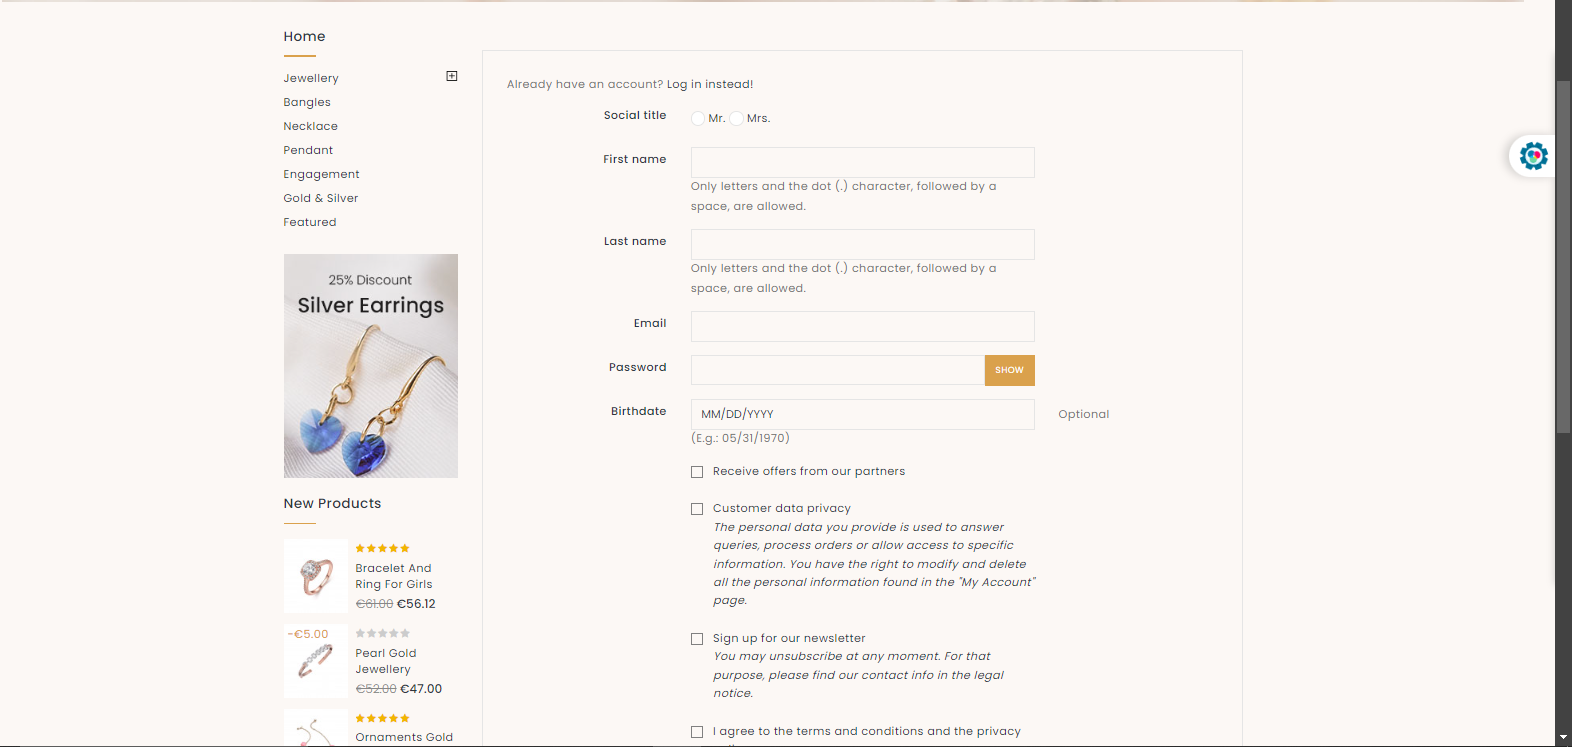 Home
Jewellery
Bangles
Necklace
Pendant
Engagement
Gold & Silver
Featured
25% Discount
Silver Earrings
New Products
Bracelet And
Ring For Girls
€61.00 €56.12
-€5.00
Pearl Gold
Jewellery
€52.00 €47.00
Ornaments Gold
Already have an account? Log in instead!
Social title
Mr. Mrs.
First name
Only letters and the dot (.) character, followed by a
space, are allowed.
Last name
Only letters and the dot (.) character, followed by a
space, are allowed.
Email
Password
SHOW
Birthdate
MM/DD/YYYY
Optional
(E.g.: 05/31/1970)
Receive offers from our partners
Customer data privacy
The personal data you provide is used to answer
queries, process orders or allow access to specific
information. You have the right to modify and delete
all the personal information found in the "My Account"
page.
Sign up for our newsletter
You may unsubscribe at any moment. For that
purpose, please find our contact info in the legal
notice.
I agree to the terms and conditions and the privacy